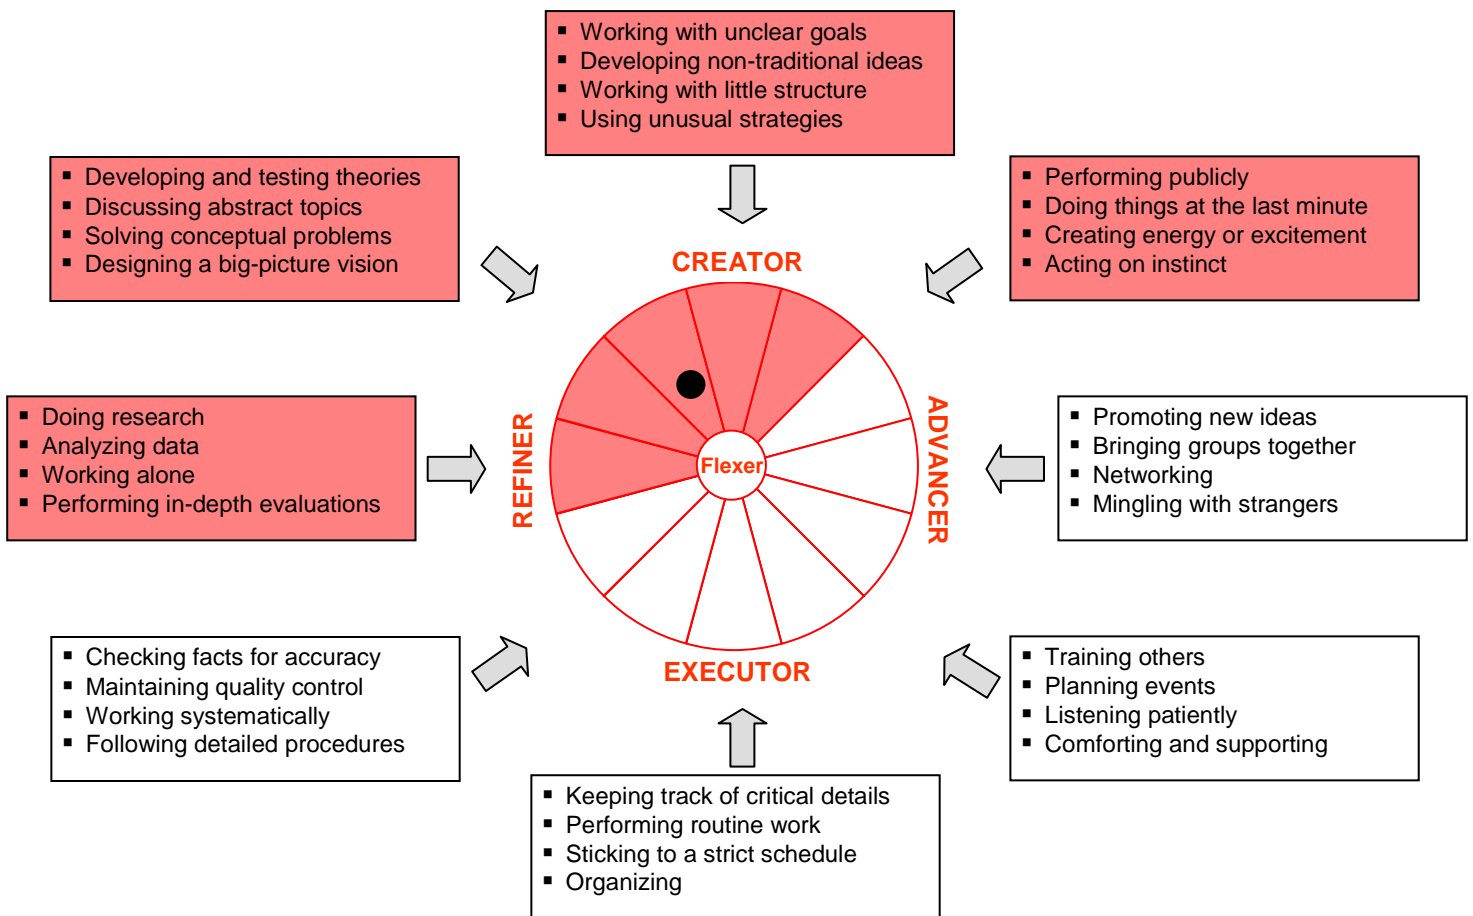 ▪ Working with unclear goals
▪ Developing non-traditional ideas
▪ Working with little structure
▪ Using unusual strategies
▪ Developing and testing theories
▪ Discussing abstract topics
▪ Solving conceptual problems
▪ Designing a big-picture vision
▪ Performing publicly
▪ Doing things at the last minute
▪ Creating energy or excitement
▪ Acting on instinct
CREATOR
▪ Doing research
▪ Analyzing data
▪ Working alone
▪ Performing in-depth evaluations
REFINER
Flexer
ADVANCER
▪ Promoting new ideas
▪ Bringing groups together
▪ Networking
▪ Mingling with strangers
EXECUTOR
▪ Checking facts for accuracy
▪ Maintaining quality control
▪ Working systematically
▪ Following detailed procedures
▪ Training others
▪ Planning events
▪ Listening patiently
▪ Comforting and supporting
▪ Keeping track of critical details
▪ Performing routine work
▪ Sticking to a strict schedule
▪ Organizing